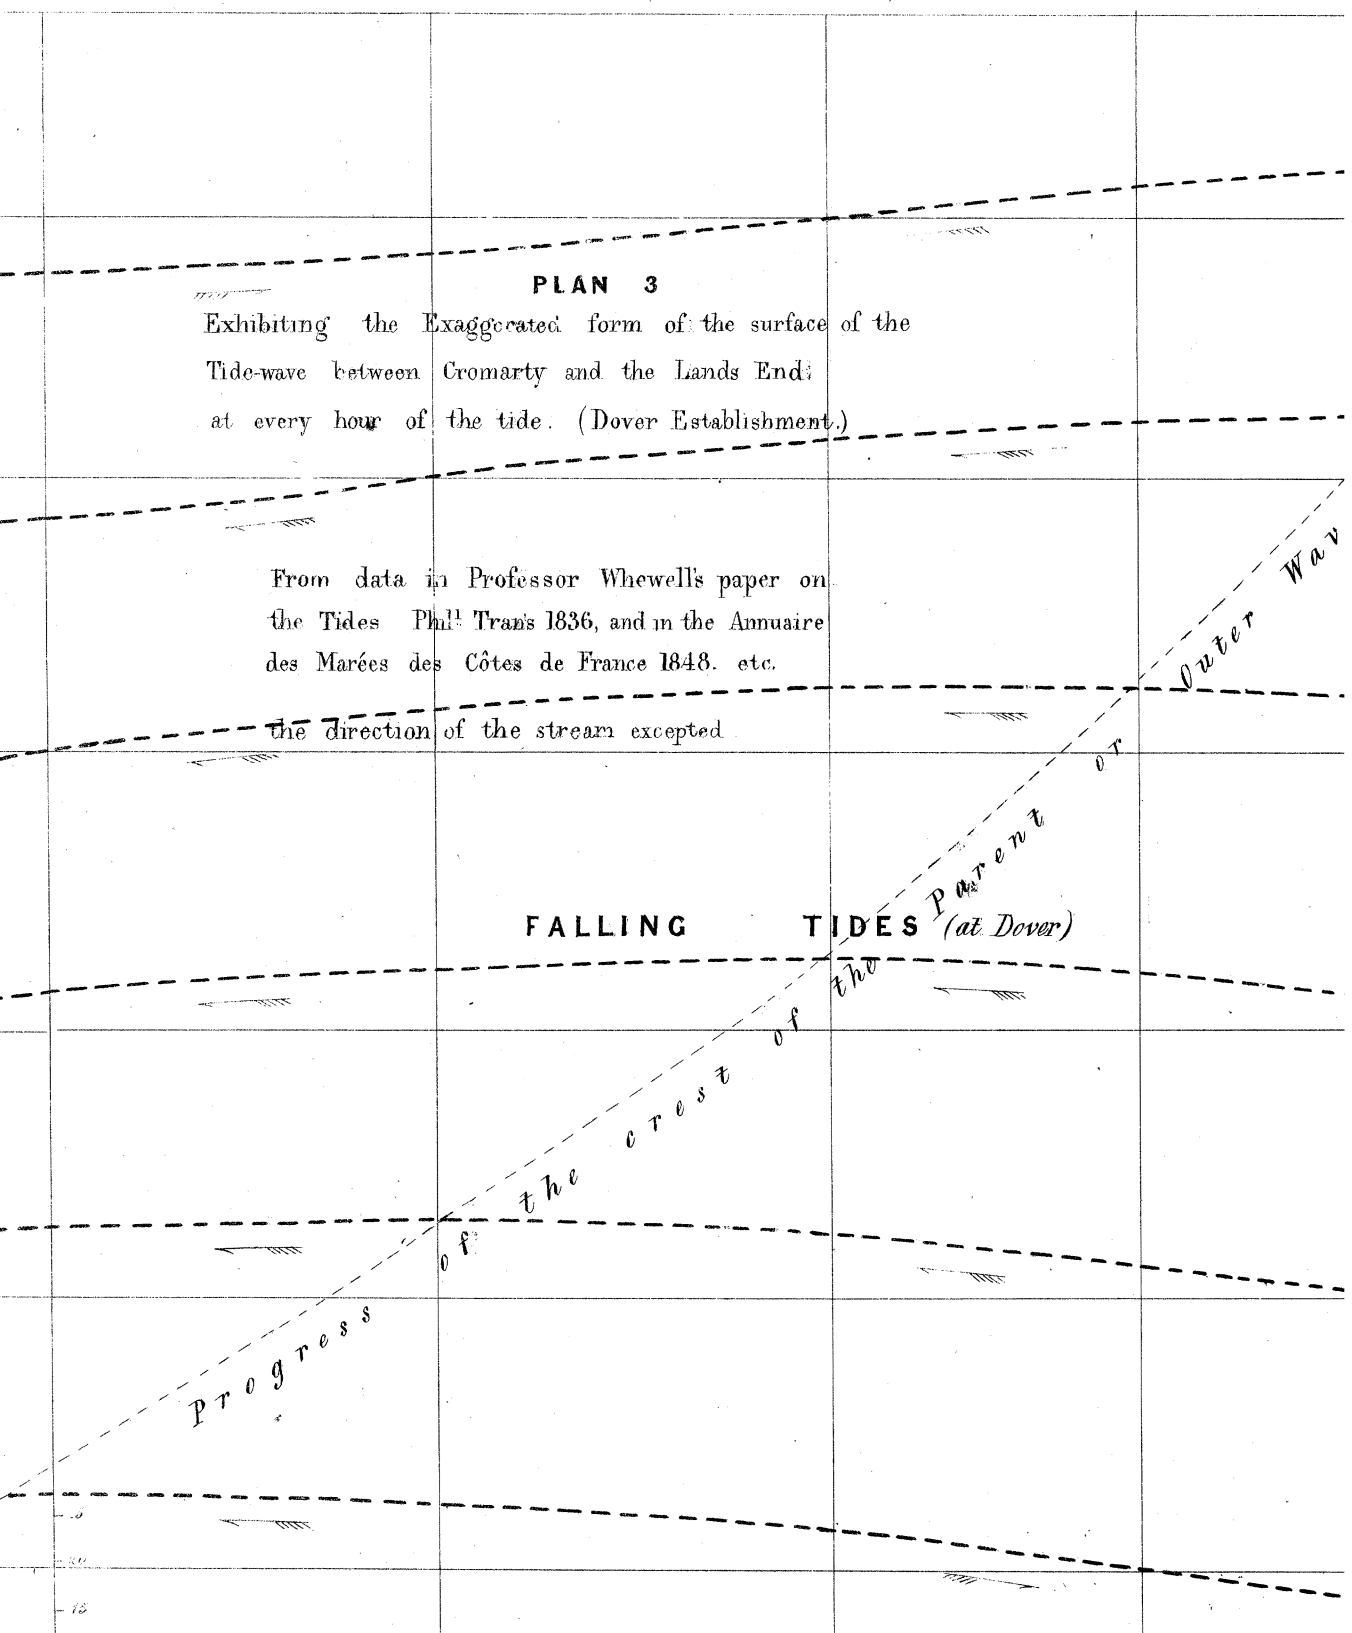 PLAN 3
Exhibiting the Exaggerated form of the surface of the
Tide-wave between Cromarty and the Lands End;
at every hour of the tide. (Dover Establishment.)
From data in Professor Whewell's paper on
the Tides Phil! Trans 1836, and in the Annuaire
des Marées des Côtes de France 1848. etc.
the direction of the stream excepted
FALLING TIDES (at Dover)
Progress of the crest of the Parent or Outer Wav
15